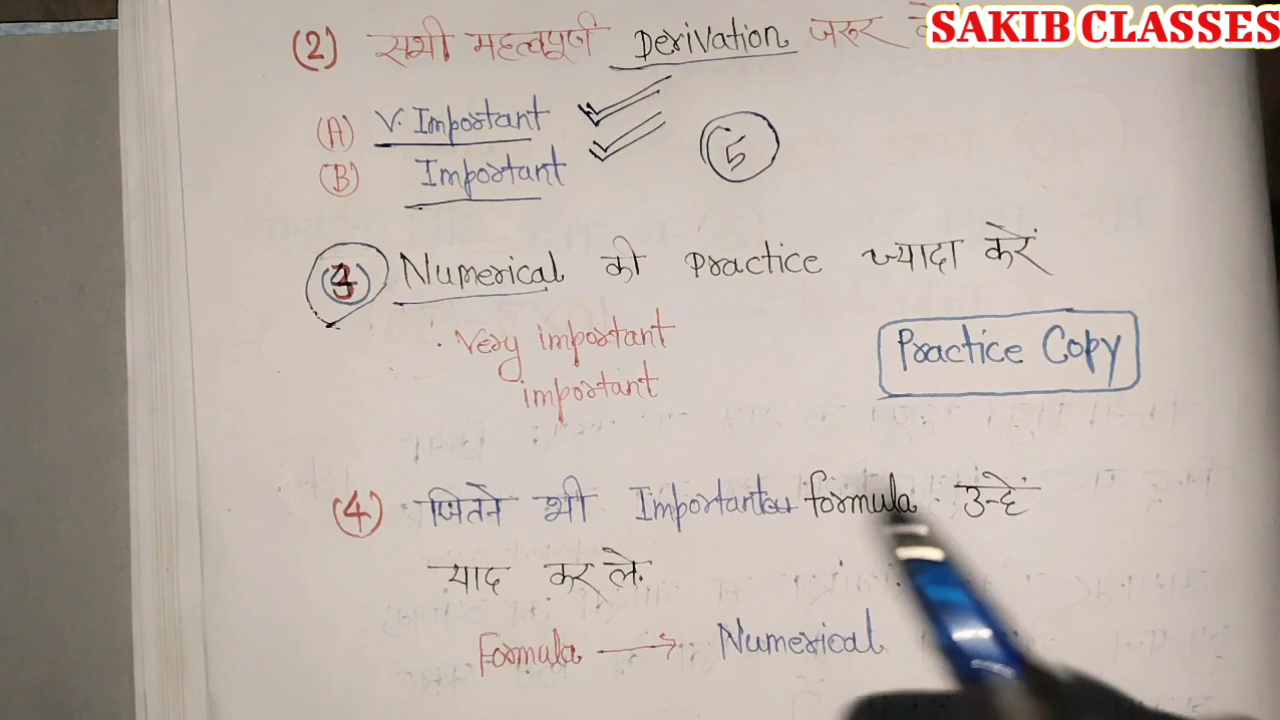 SAKIB CLASSES
(2) सभी महत्वपूर्ण Derivation जरूर
(A) V. Important
(B) Important
5
(3) Numerical की Practice ज्यादा करें
Very important
important
Practice Copy
(4) जितने भी Important formula उन्हें
याद कर ले
Formula → Numerical